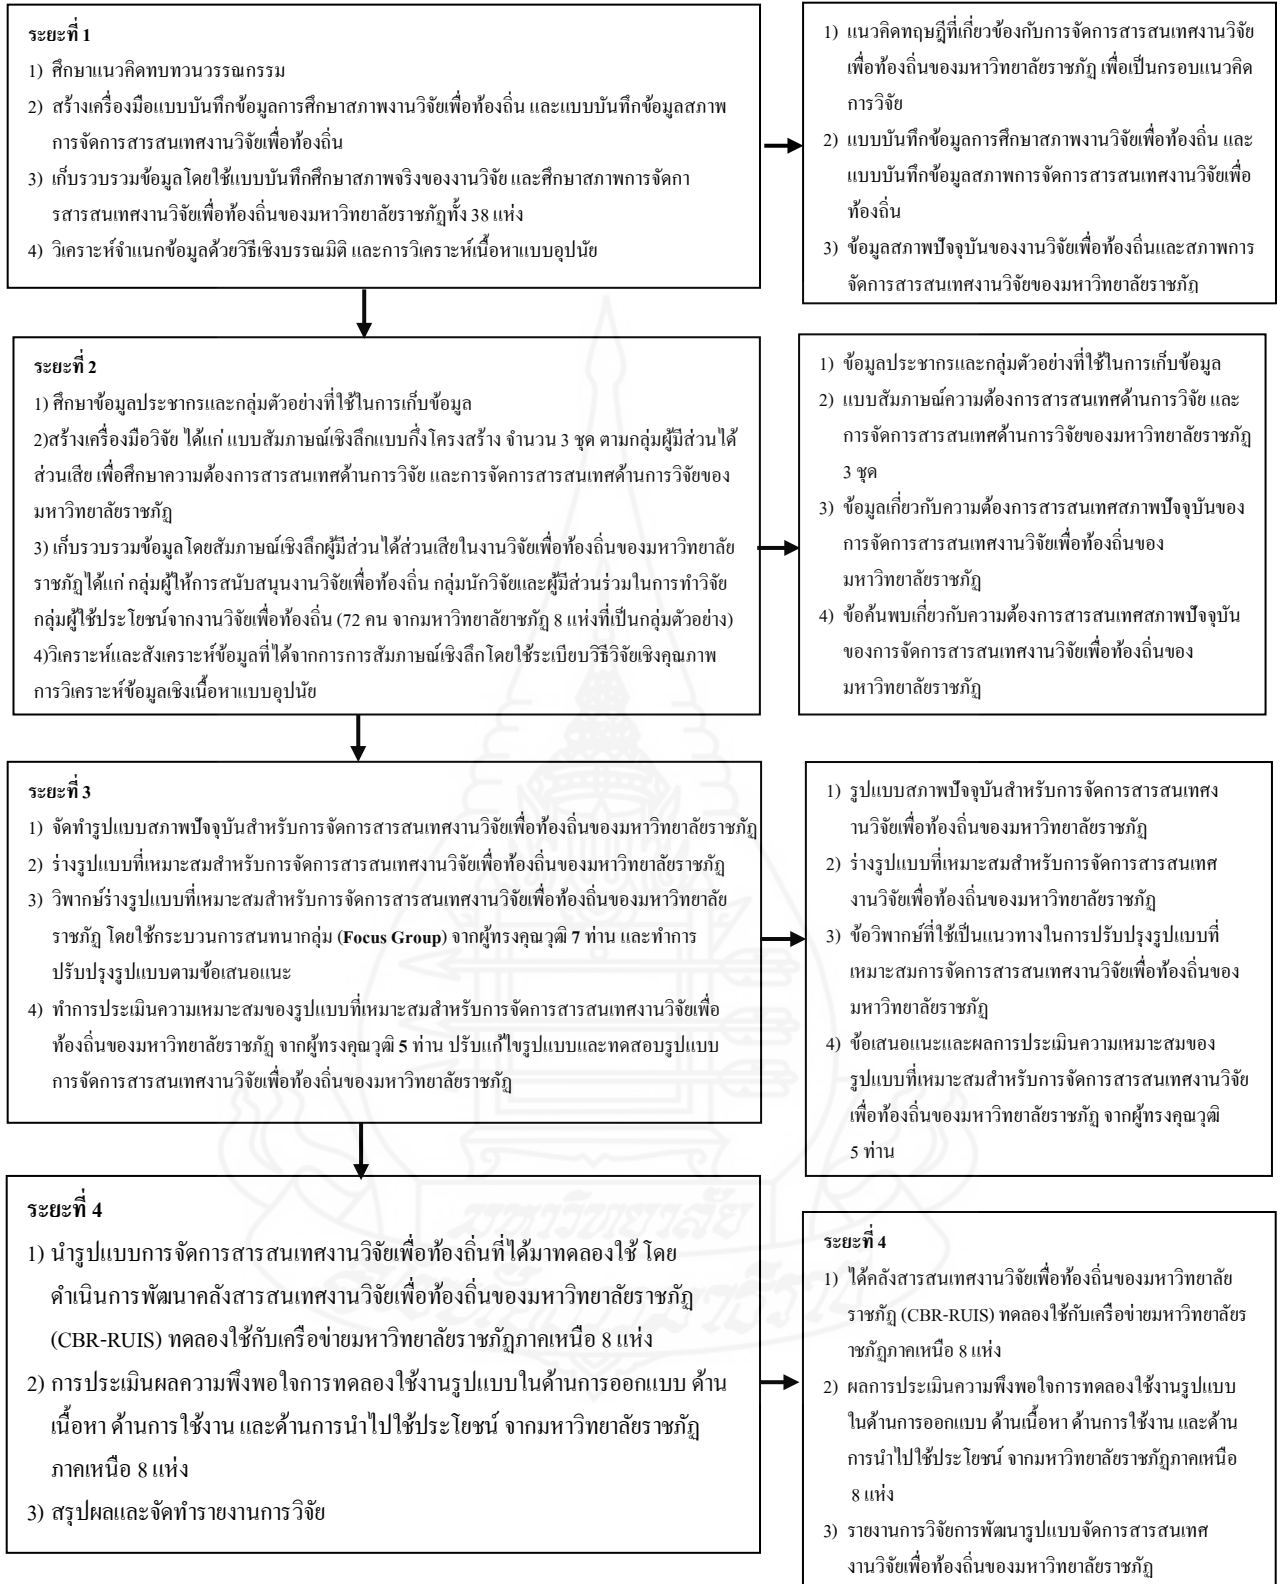 ระยะที่ 1
1) ศึกษาแนวคิดทบทวนวรรณกรรม
2) สร้างเครื่องมือแบบบันทึกข้อมูลการศึกษาสภาพงานวิจัยเพื่อท้องถิ่น และแบบบันทึกข้อมูลสภาพ
การจัดการสารสนเทศงานวิจัยเพื่อท้องถิ่น
3) เก็บรวบรวมข้อมูลโดยใช้แบบบันทึกศึกษาสภาพจริงของงานวิจัย และศึกษาสภาพการจัดกา
รสารสนเทศงานวิจัยเพื่อท้องถิ่นของมหาวิทยาลัยราชภัฏทั้ง 38 แห่ง
4) วิเคราะห์จำแนกข้อมูลด้วยวิธีเชิงบรรณมิติ และการวิเคราะห์เนื้อหาแบบอุปนัย
1) แนวคิดทฤษฎีที่เกี่ยวข้องกับการจัดการสารสนเทศงานวิจัย
เพื่อท้องถิ่นของมหาวิทยาลัยราชภัฏ เพื่อเป็นกรอบแนวคิด
การวิจัย
2) แบบบันทึกข้อมูลการศึกษาสภาพงานวิจัยเพื่อท้องถิ่น และ
แบบบันทึกข้อมูลสภาพการจัดการสารสนเทศงานวิจัยเพื่อ
ท้องถิ่น
3) ข้อมูลสภาพปัจจุบันของงานวิจัยเพื่อท้องถิ่นและสภาพการ
จัดการสารสนเทศงานวิจัยของมหาวิทยาลัยราชภัฏ
ระยะที่ 2
1) ศึกษาข้อมูลประชากรและกลุ่มตัวอย่างที่ใช้ในการเก็บข้อมูล
2)สร้างเครื่องมือวิจัย ได้แก่ แบบสัมภาษณ์เชิงลึกแบบกึ่งโครงสร้าง จำนวน 3 ชุด ตามกลุ่มผู้มีส่วนได้
ส่วนเสีย เพื่อศึกษาความต้องการสารสนเทศด้านการวิจัย และการจัดการสารสนเทศด้านการวิจัยของ
มหาวิทยาลัยราชภัฏ
3) เก็บรวบรวมข้อมูลโดยสัมภาษณ์เชิงลึกผู้มีส่วนได้ส่วนเสียในงานวิจัยเพื่อท้องถิ่นของมหาวิทยาลัย
ราชภัฏได้แก่ กลุ่มผู้ให้การสนับสนุนงานวิจัยเพื่อท้องถิ่น กลุ่มนักวิจัยและผู้มีส่วนร่วมในการทำวิจัย
กลุ่มผู้ใช้ประโยชน์จากงานวิจัยเพื่อท้องถิ่น (72 คน จากมหาวิทยาลัยาชภัฏ 8 แห่งที่เป็นกลุ่มตัวอย่าง)
4)วิเคราะห์และสังเคราะห์ข้อมูลที่ได้จากการการสัมภาษณ์เชิงลึกโดยใช้ระเบียบวิธีวิจัยเชิงคุณภาพ
การวิเคราะห์ข้อมูลเชิงเนื้อหาแบบอุปนัย
1) ข้อมูลประชากรและกลุ่มตัวอย่างที่ใช้ในการเก็บข้อมูล
2) แบบสัมภาษณ์ความต้องการสารสนเทศด้านการวิจัย และ
การจัดการสารสนเทศด้านการวิจัยของมหาวิทยาลัยราชภัฏ
3 ชุด
3) ข้อมูลเกี่ยวกับความต้องการสารสนเทศสภาพปัจจุบันของ
การจัดการสารสนเทศงานวิจัยเพื่อท้องถิ่นของ
มหาวิทยาลัยราชภัฏ
4) ข้อค้นพบเกี่ยวกับความต้องการสารสนเทศสภาพปัจจุบัน
ของการจัดการสารสนเทศงานวิจัยเพื่อท้องถิ่นของ
มหาวิทยาลัยราชภัฏ
ระยะที่ 3
1) จัดทำรูปแบบสภาพปัจจุบันสำหรับการจัดการสารสนเทศงานวิจัยเพื่อท้องถิ่นของมหาวิทยาลัยราชภัฏ
2) ร่างรูปแบบที่เหมาะสมสำหรับการจัดการสารสนเทศงานวิจัยเพื่อท้องถิ่นของมหาวิทยาลัยราชภัฏ
3) วิพากษ์ร่างรูปแบบที่เหมาะสมสำหรับการจัดการสารสนเทศงานวิจัยเพื่อท้องถิ่นของมหาวิทยาลัย
ราชภัฏ โดยใช้กระบวนการสนทนากลุ่ม (Focus Group) จากผู้ทรงคุณวุฒิ 7 ท่าน และทำการ
ปรับปรุงรูปแบบตามข้อเสนอแนะ
4) ทำการประเมินความเหมาะสมของรูปแบบที่เหมาะสมสำหรับการจัดการสารสนเทศงานวิจัยเพื่อ
ท้องถิ่นของมหาวิทยาลัยราชภัฏ จากผู้ทรงคุณวุฒิ 5 ท่าน ปรับแก้ไขรูปแบบและทดสอบรูปแบบ
การจัดการสารสนเทศงานวิจัยเพื่อท้องถิ่นของมหาวิทยาลัยราชภัฏ
1) รูปแบบสภาพปัจจุบันสำหรับการจัดการสารสนเทศง
านวิจัยเพื่อท้องถิ่นของมหาวิทยาลัยราชภัฏ
2) ร่างรูปแบบที่เหมาะสมสำหรับการจัดการสารสนเทศ
งานวิจัยเพื่อท้องถิ่นของมหาวิทยาลัยราชภัฏ
3) ข้อวิพากษ์ที่ใช้เป็นแนวทางในการปรับปรุงรูปแบบที่
เหมาะสมการจัดการสารสนเทศงานวิจัยเพื่อท้องถิ่นของ
มหาวิทยาลัยราชภัฏ
4) ข้อเสนอแนะและผลการประเมินความเหมาะสมของ
รูปแบบที่เหมาะสมสำหรับการจัดการสารสนเทศงานวิจัย
เพื่อท้องถิ่นของมหาวิทยาลัยราชภัฏ จากผู้ทรงคุณวุฒิ
5 ท่าน
ระยะที่ 4
1) นำรูปแบบการจัดการสารสนเทศงานวิจัยเพื่อท้องถิ่นที่ได้มาทดลองใช้ โดย
ดำเนินการพัฒนาคลังสารสนเทศงานวิจัยเพื่อท้องถิ่นของมหาวิทยาลัยราชภัฏ
(CBR-RUIS) ทดลองใช้กับเครือข่ายมหาวิทยาลัยราชภัฏภาคเหนือ 8 แห่ง
2) การประเมินผลความพึงพอใจการทดลองใช้งานรูปแบบในด้านการออกแบบ ด้าน
เนื้อหา ด้านการใช้งาน และด้านการนำไปใช้ประโยชน์ จากมหาวิทยาลัยราชภัฏ
ภาคเหนือ 8 แห่ง
3) สรุปผลและจัดทำรายงานการวิจัย
ระยะที่ 4
1) ได้คลังสารสนเทศงานวิจัยเพื่อท้องถิ่นของมหาวิทยาลัย
ราชภัฏ (CBR-RUIS) ทดลองใช้กับเครือข่ายมหาวิทยาลัยร
าชภัฏภาคเหนือ 8 แห่ง
2) ผลการประเมินความพึงพอใจการทดลองใช้งานรูปแบบ
ในด้านการออกแบบ ด้านเนื้อหา ด้านการใช้งาน และด้าน
การนำไปใช้ประโยชน์ จากมหาวิทยาลัยราชภัฏภาคเหนือ
8 แห่ง
3) รายงานการวิจัยการพัฒนารูปแบบจัดการสารสนเทศ
งานวิจัยเพื่อท้องถิ่นของมหาวิทยาลัยราชภัฏ
มหาวิทยาลัย
สุโขทัยธรรมาธิราช